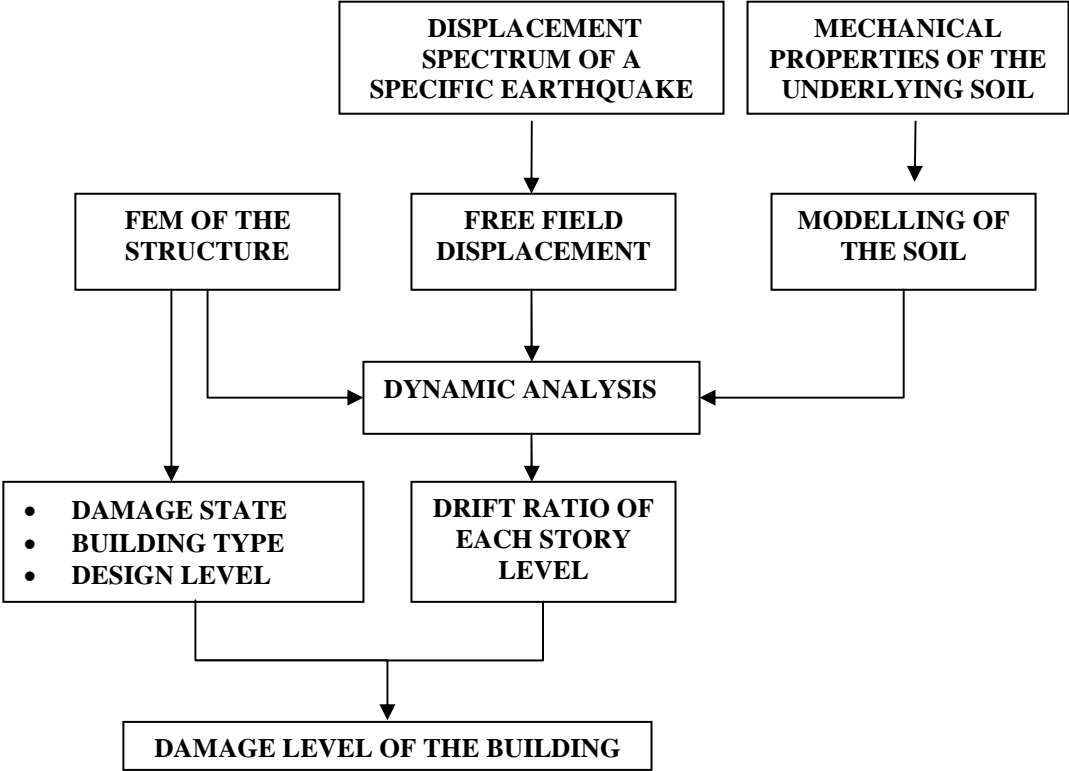 DISPLACEMENT
SPECTRUM OF A
SPECIFIC EARTHQUAKE
MECHANICAL
PROPERTIES OF THE
UNDERLYING SOIL
FEM OF THE
STRUCTURE
FREE FIELD
DISPLACEMENT
MODELLING OF
THE SOIL
DYNAMIC ANALYSIS
• DAMAGE STATE
• BUILDING TYPE
• DESIGN LEVEL
DRIFT RATIO OF
EACH STORY
LEVEL
DAMAGE LEVEL OF THE BUILDING